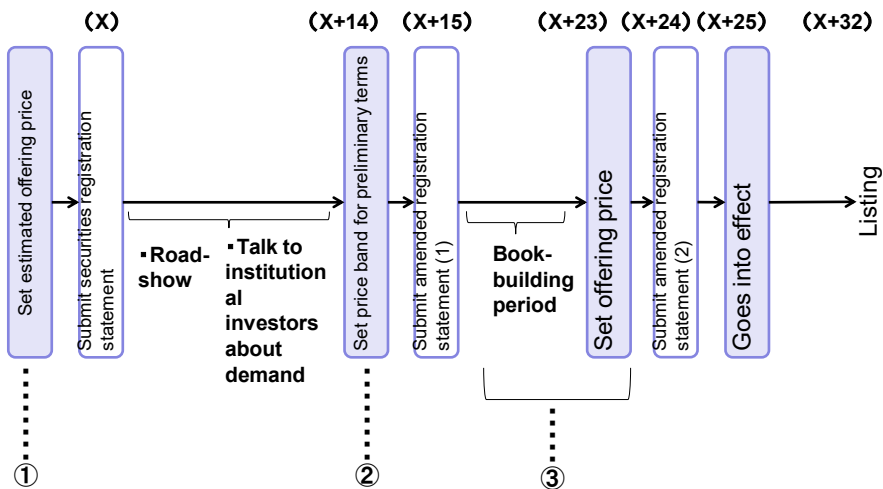 (X)
(X+14)
(X+15)
(X+23)
(X+24)
(X+25)
(X+32)
Set estimated offering price
Submit securities registration
statement
▪Road-
show
▪Talk to
institution
al
investors
about
demand
Set price band for preliminary terms
Submit amended registration
statement (1)
Book-
building
period
Set offering price
Submit amended registration
statement (2)
Goes into effect
Listing
①
②
③